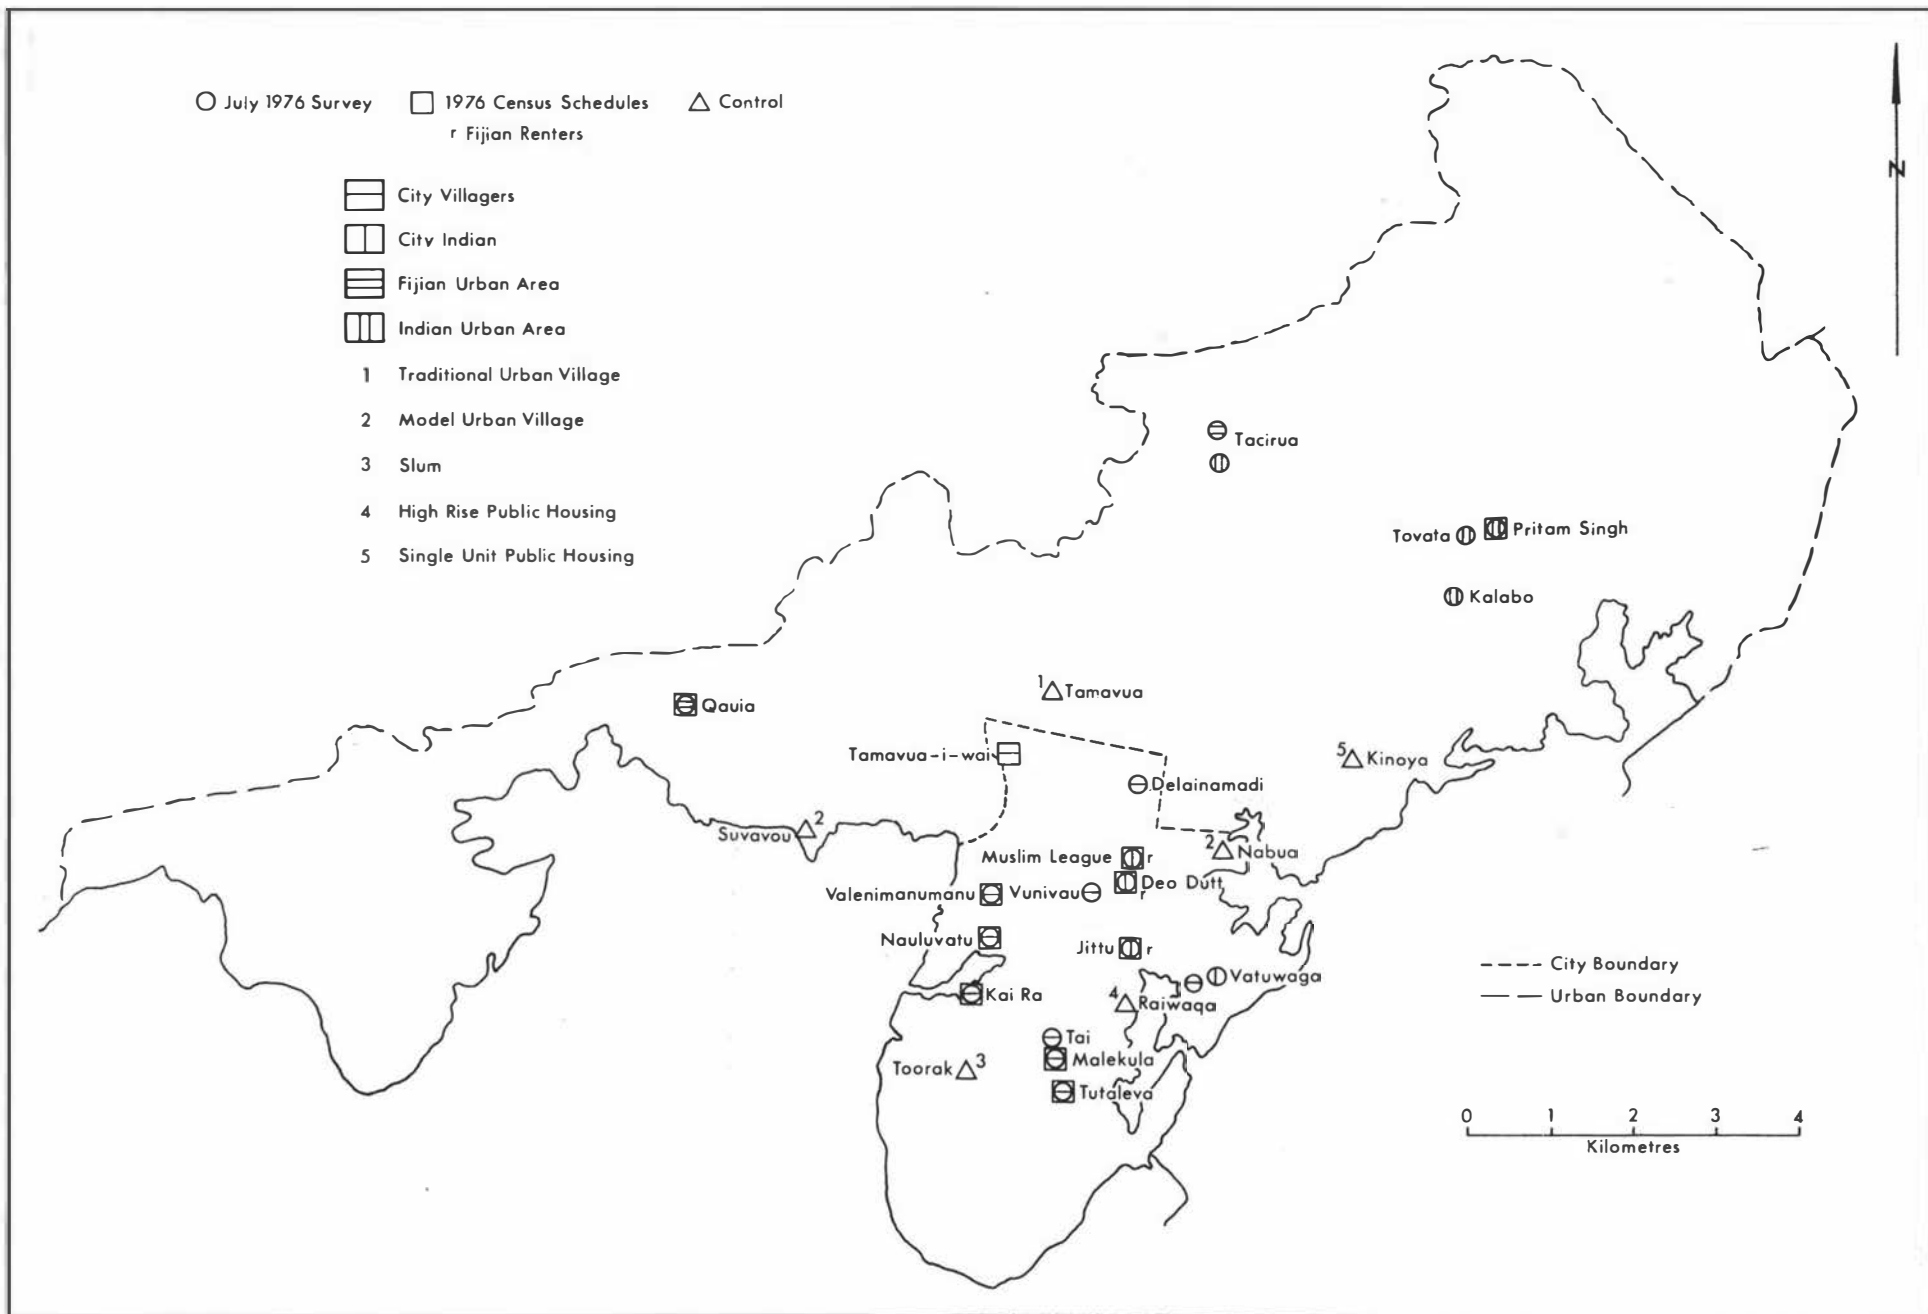 July 1976 Survey
1976 Census Schedules
Control
r Fijian Renters
City Villagers
City Indian
Fijian Urban Area
Indian Urban Area
1 Traditional Urban Village
2 Model Urban Village
3 Slum
4 High Rise Public Housing
5 Single Unit Public Housing
N
Tacirua
Tovata
Pritam Singh
Kalabo
Qauia
1 Tamavua
Tamavua-i-wai
5 Kinoya
Delainamadi
Suvavou 2
Muslim League r
2 Nabua
Deo Dutt r
Valenimanumanu
Vunivau
Nauluvatu
Jittu r
Vatuwaga
Kai Ra
4 Raiwaqa
Tai
Malekula
Toorak 3
Tutaleva
City Boundary
Urban Boundary
0 1 2 3 4
Kilometres